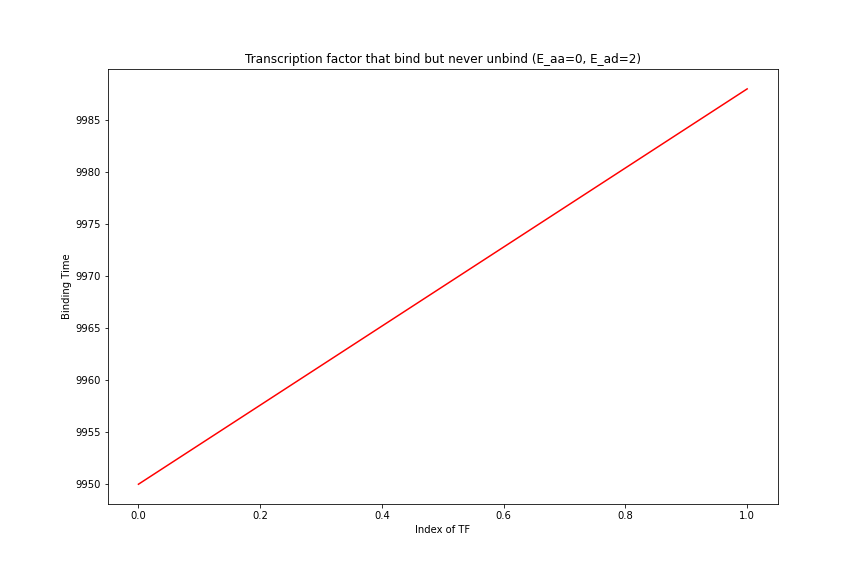 Transcription factor that bind but never unbind (E_aa=0, E_ad=2)
9985
9980
9975
9970
9965
9960
9955
9950
Binding Time
0.0 0.2 0.4 0.6 0.8 1.0
Index of TF